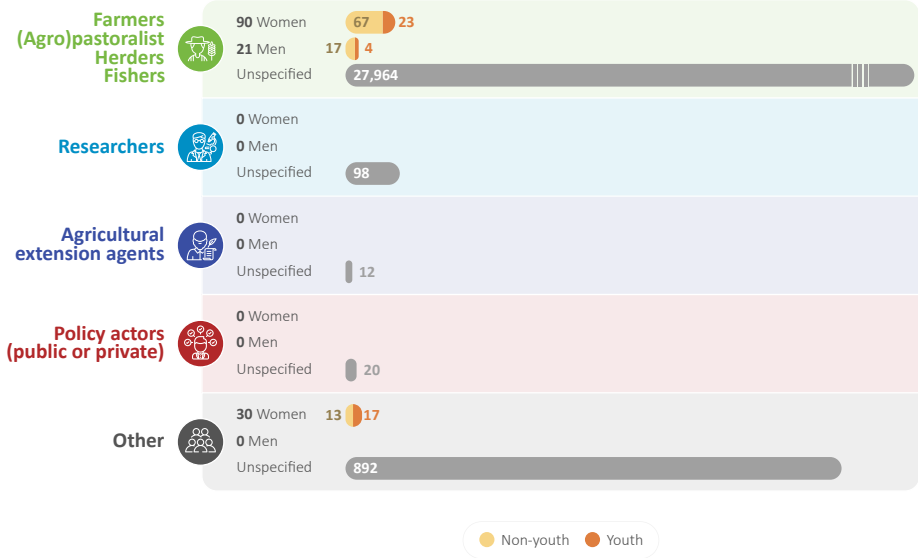 Farmers
(Agro)pastoralist
Herders
Fishers
90 Women
67
23
21 Men
17
4
Unspecified
27,964
Researchers
0 Women
0 Men
Unspecified
98
Agricultural
extension agents
0 Women
0 Men
Unspecified
12
Policy actors
(public or private)
0 Women
0 Men
Unspecified
20
Other
30 Women
13
17
0 Men
Unspecified
892
Non-youth
Youth